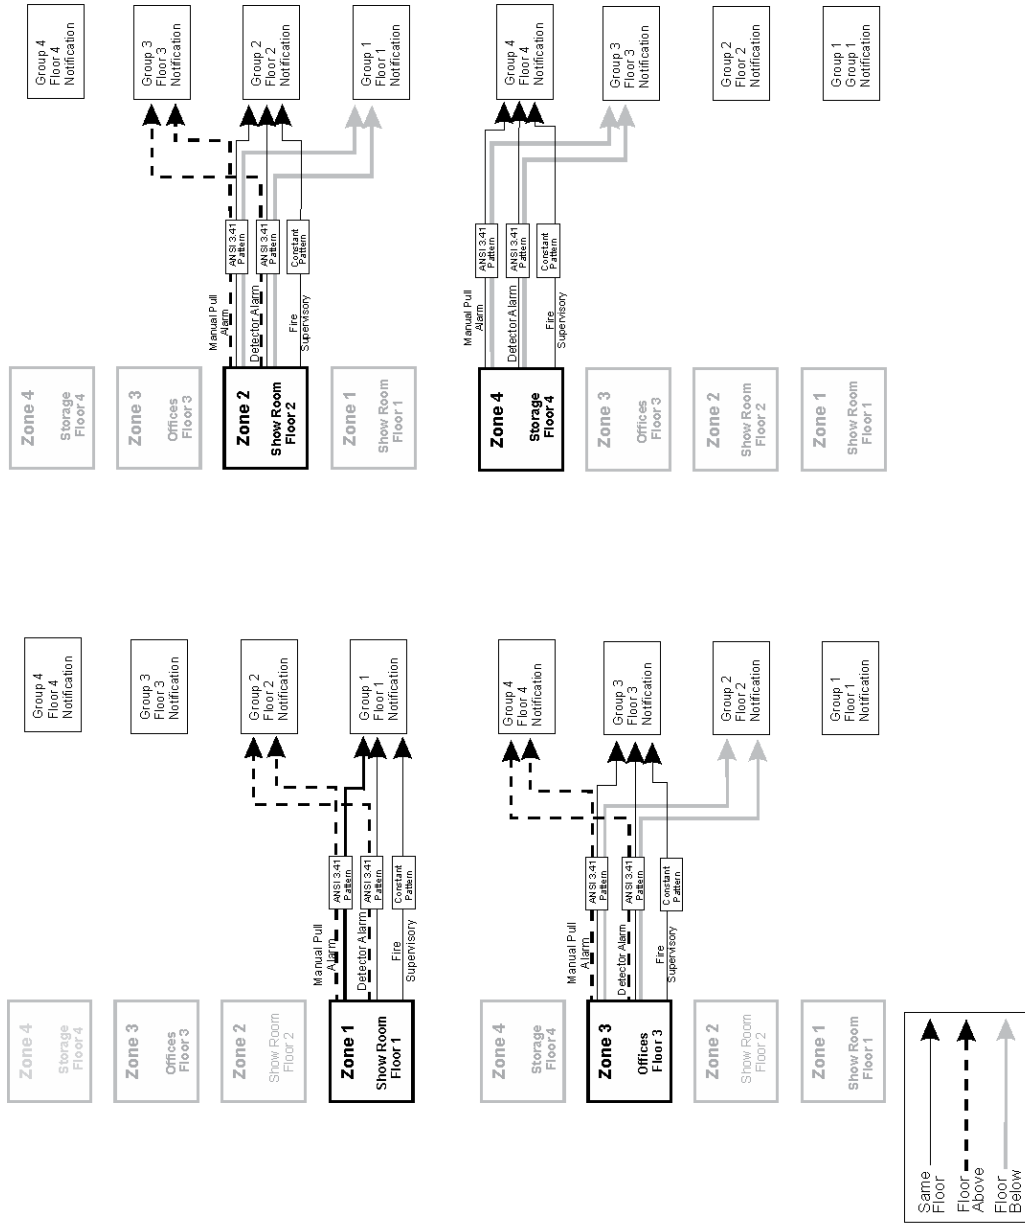 Zone 4
Storage
Floor 4
Zone 3
Offices
Floor 3
Zone 2
Show Room
Floor 2
Zone 1
Show Room
Floor 1
Manual Pull
Alarm
Detector Alarm
Fire
Supervisory
ANSI 3.41
Pattern
ANSI 3.41
Pattern
Constant
Pattern
Group 4
Floor 4
Notification
Group 3
Floor 3
Notification
Group 2
Floor 2
Notification
Group 1
Floor 1
Notification
Zone 4
Storage
Floor 4
Zone 3
Offices
Floor 3
Zone 2
Show Room
Floor 2
Zone 1
Show Room
Floor 1
Manual Pull
Alarm
Detector Alarm
Fire
Supervisory
ANSI 3.41
Pattern
ANSI 3.41
Pattern
Constant
Pattern
Group 4
Floor 4
Notification
Group 3
Floor 3
Notification
Group 2
Floor 2
Notification
Group 1
Floor 1
Notification
Zone 4
Storage
Floor 4
Zone 3
Offices
Floor 3
Zone 2
Show Room
Floor 2
Zone 1
Show Room
Floor 1
Manual Pull
Alarm
Detector Alarm
Fire
Supervisory
ANSI 3.41
Pattern
ANSI 3.41
Pattern
Constant
Pattern
Group 4
Floor 4
Notification
Group 3
Floor 3
Notification
Group 2
Floor 2
Notification
Group 1
Floor 1
Notification
Zone 4
Storage
Floor 4
Zone 3
Offices
Floor 3
Zone 2
Show Room
Floor 2
Zone 1
Show Room
Floor 1
Manual Pull
Alarm
Detector Alarm
Fire
Supervisory
ANSI 3.41
Pattern
ANSI 3.41
Pattern
Constant
Pattern
Group 4
Floor 4
Notification
Group 3
Floor 3
Notification
Group 2
Floor 2
Notification
Group 1
Group 1
Notification
Same
Floor
Floor
Above
Floor
Below